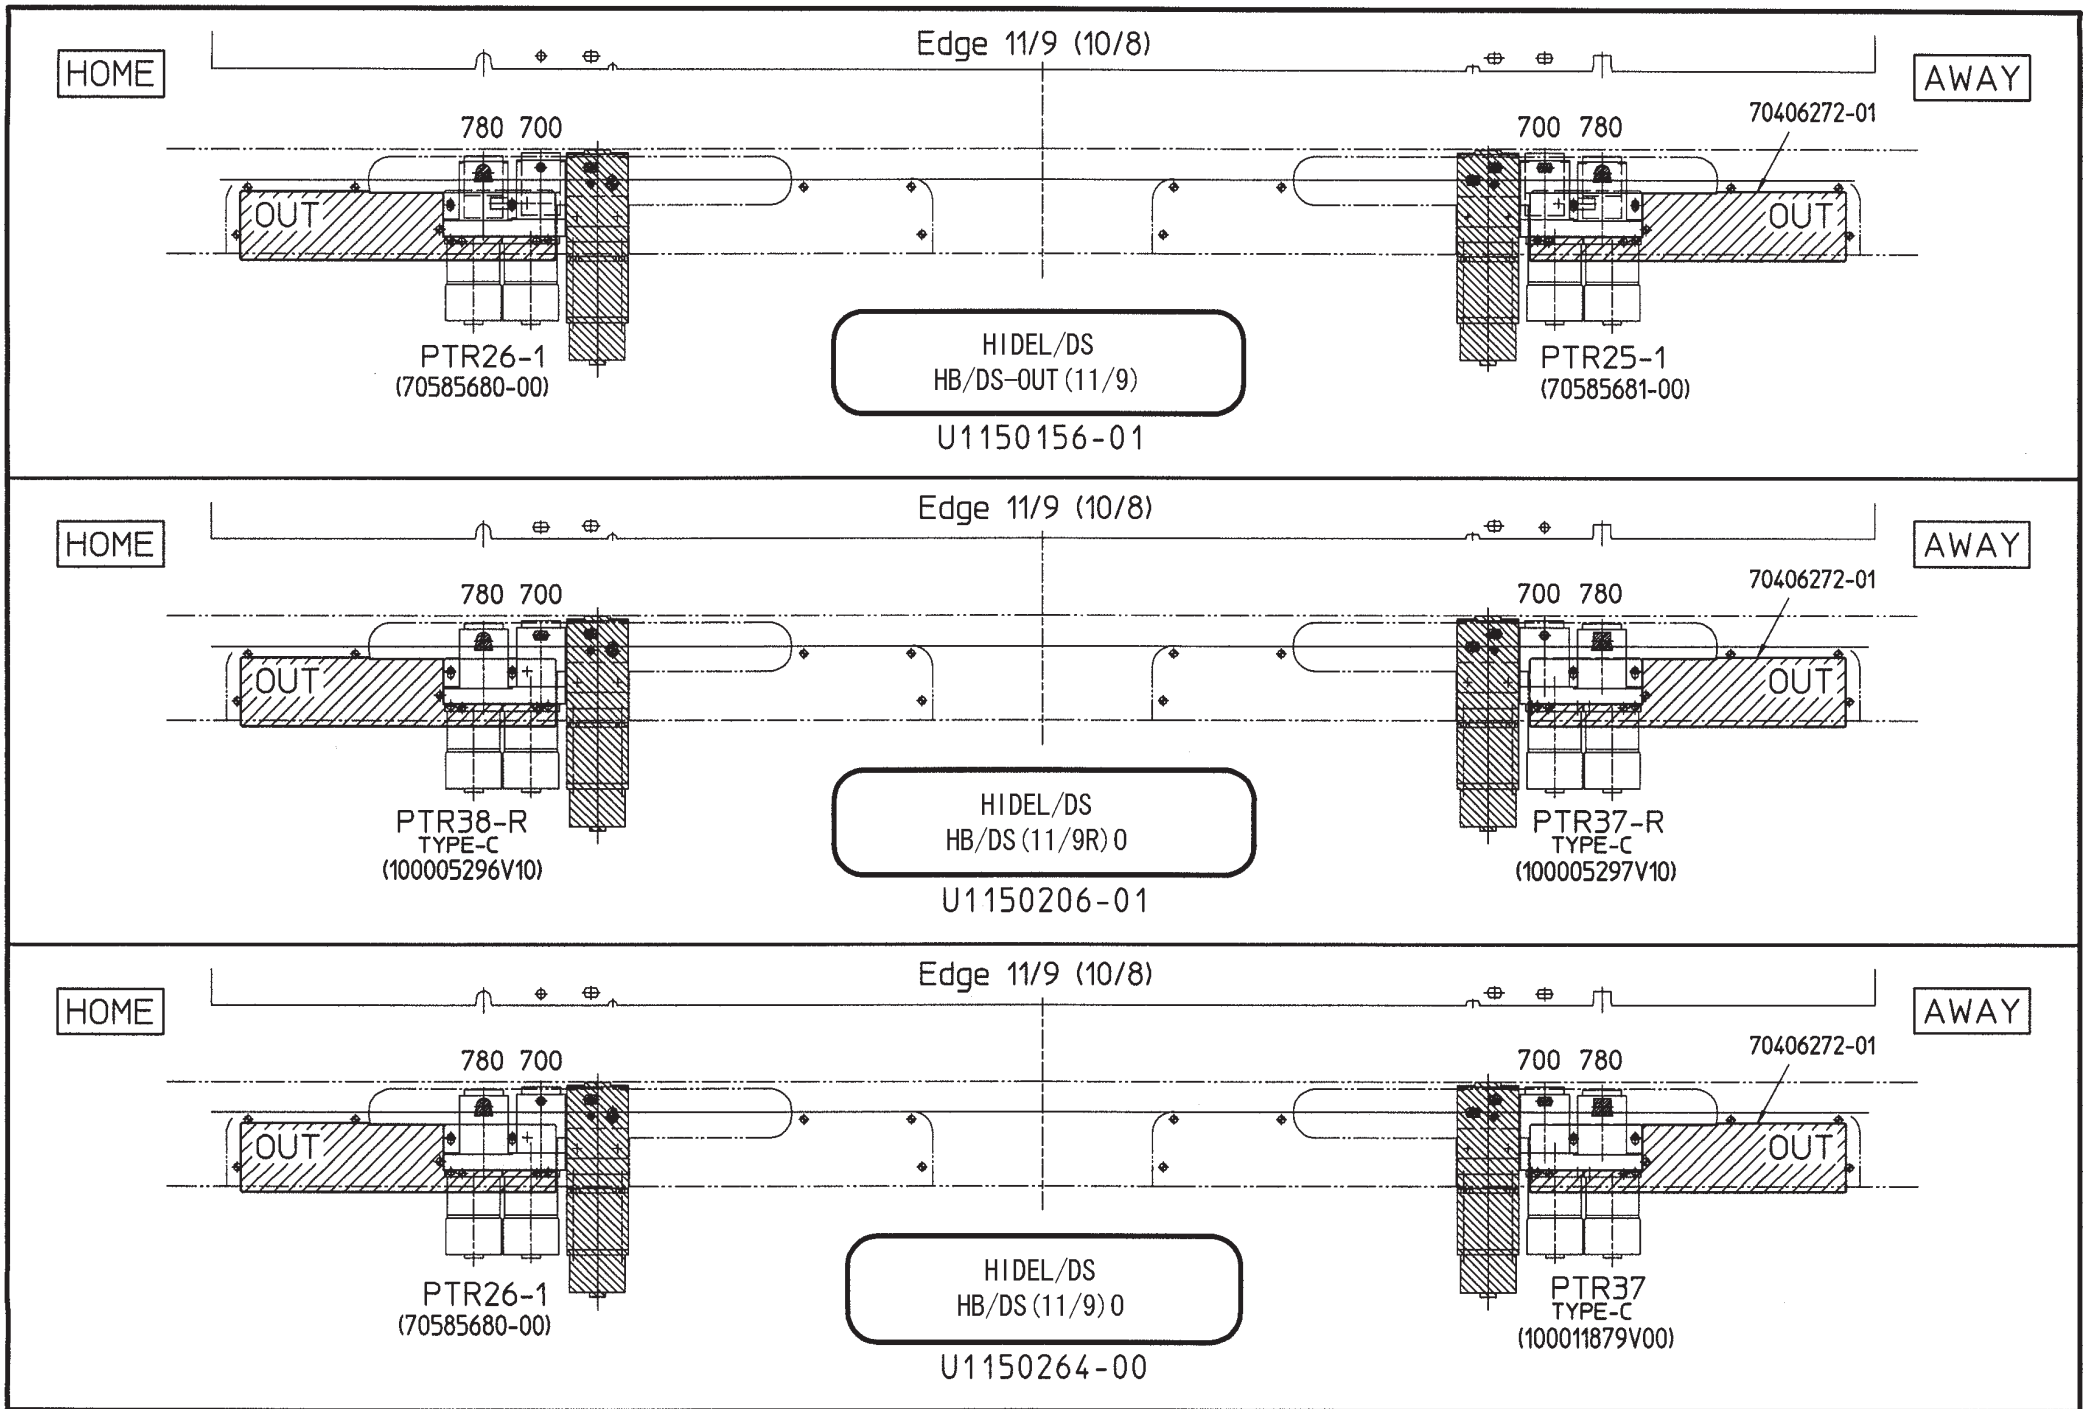 Edge 11/9 (10/8)
HOME
AWAY
70406272-01
780 700
700 780
OUT
OUT
PTR26-1
(70585680-00)
HIDEL/DS
HB/DS-OUT(11/9)
U1150156-01
PTR25-1
(70585681-00)
Edge 11/9 (10/8)
HOME
AWAY
70406272-01
780 700
700 780
OUT
OUT
PTR38-R
TYPE-C
(100005296V10)
HIDEL/DS
HB/DS(11/9R)O
U1150206-01
PTR37-R
TYPE-C
(100005297V10)
Edge 11/9 (10/8)
HOME
AWAY
70406272-01
780 700
700 780
OUT
OUT
PTR26-1
(70585680-00)
HIDEL/DS
HB/DS(11/9)O
U1150264-00
PTR37
TYPE-C
(100011879V00)